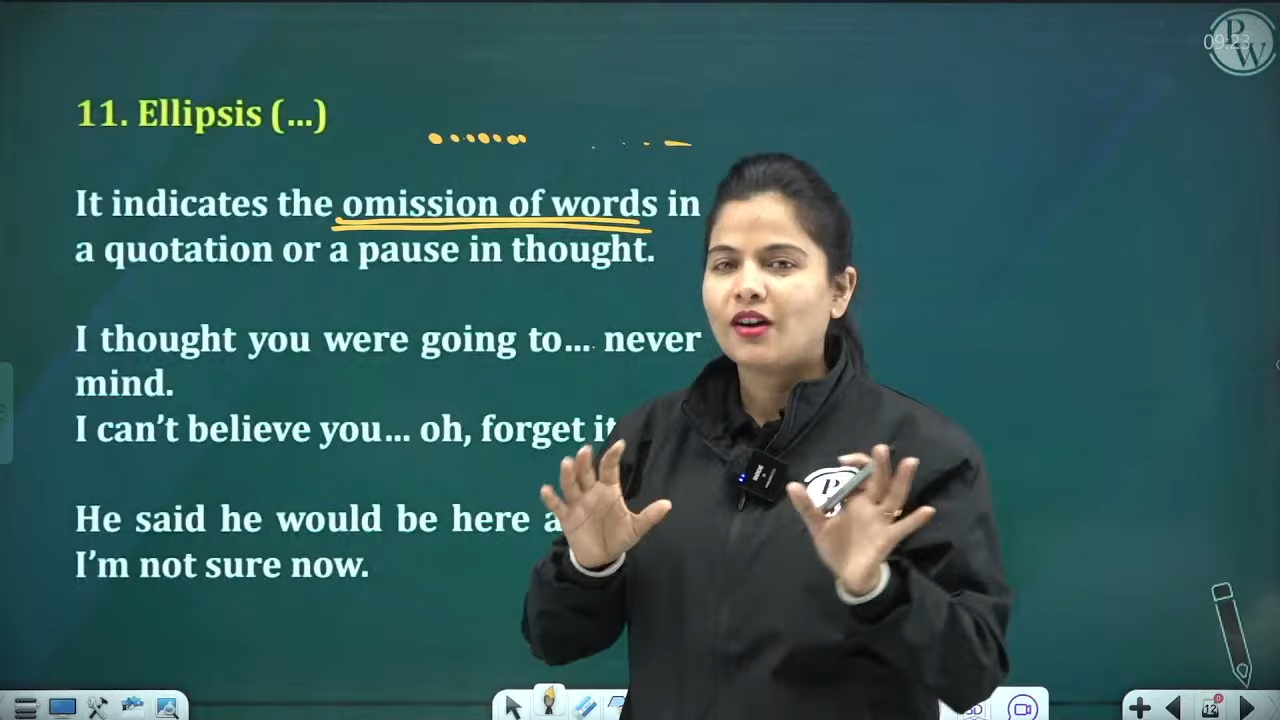 09:23
PW
11. Ellipsis (...)
It indicates the omission of words in
a quotation or a pause in thought.
I thought you were going to... never
mind.
I can't believe you... oh, forget it
He said he would be here
I'm not sure now.
12